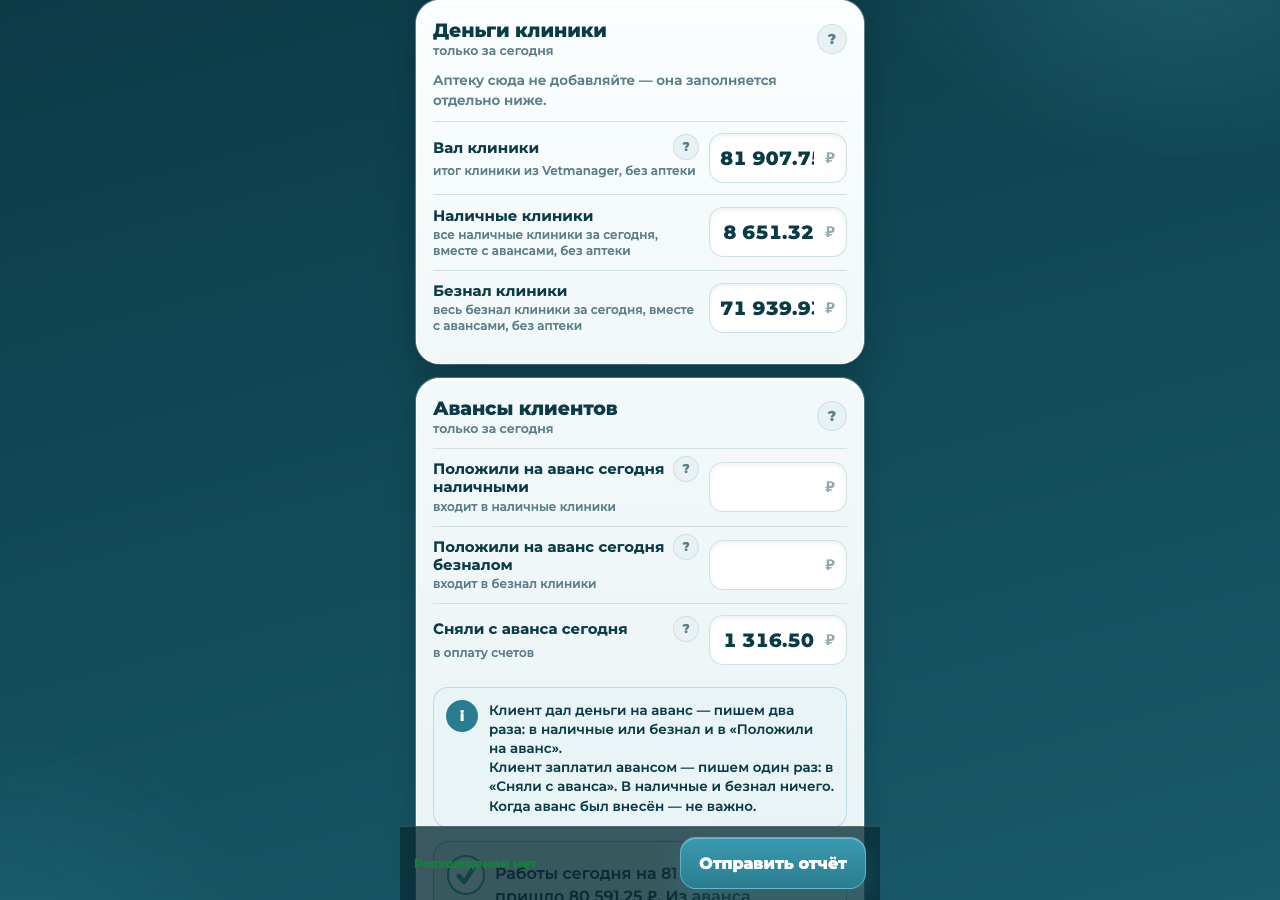 Деньги клиники
только за сегодня
?
Аптеку сюда не добавляйте — она заполняется
отдельно ниже.
Вал клиники
?
итог клиники из Vetmanager, без аптеки
81 907.7
₽
Наличные клиники
все наличные клиники за сегодня,
вместе с авансами, без аптеки
8 651.32 ₽
Безнал клиники
весь безнал клиники за сегодня, вместе
с авансами, без аптеки
71 939.9
₽
Авансы клиентов
только за сегодня
?
Положили на аванс сегодня
наличными
?
входит в наличные клиники
₽
Положили на аванс сегодня
безналом
?
входит в безнал клиники
₽
Сняли с аванса сегодня
?
в оплату счетов
1 316.50 ₽
i
Клиент дал деньги на аванс — пишем два
раза: в наличные или безнал и в «Положили
на аванс».
Клиент заплатил авансом — пишем один раз: в
«Сняли с аванса». В наличные и безнал ничего.
Когда аванс был внесён — не важно.
Расхождений нет
Отправить отчёт
Работы сегодня на 81
пришло 80 591.25 ₽. Из аванса